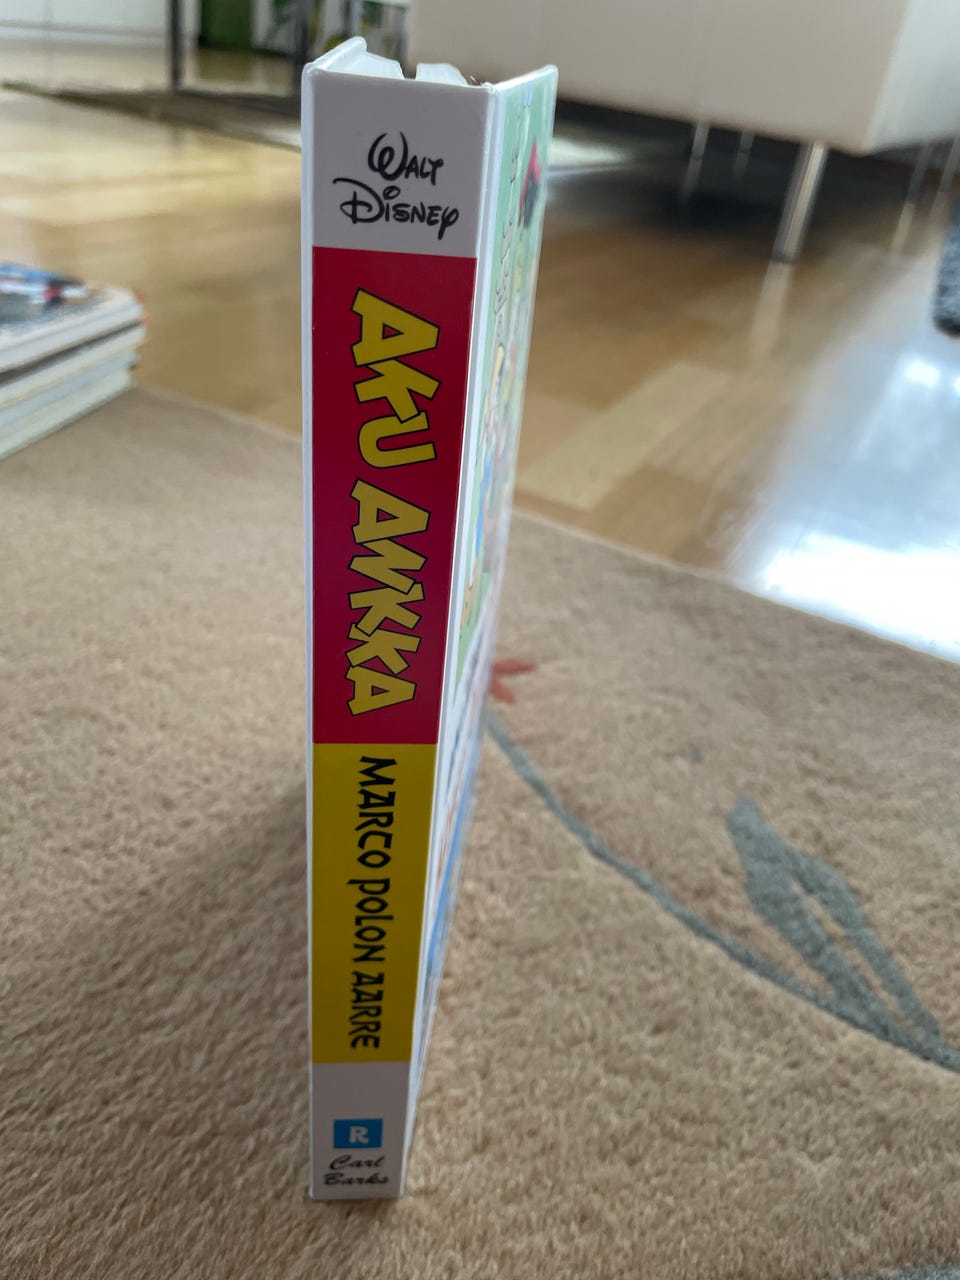 WALT
DISNEY
AKU ANKKA
MARCO POLON AARRE
R
Carl
Barks